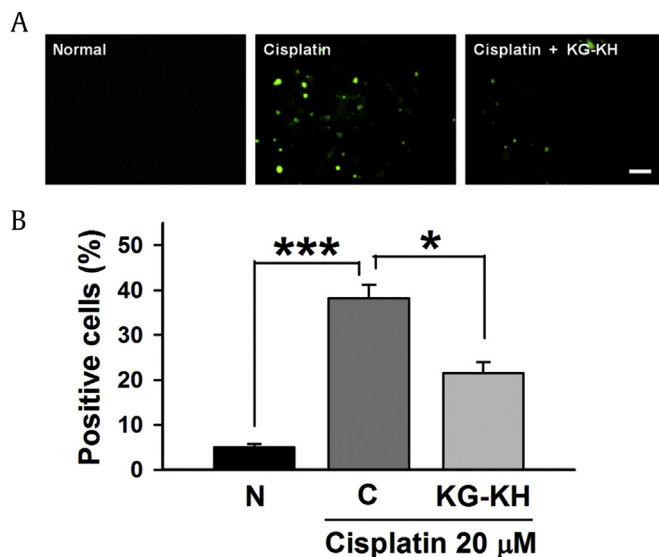 A
Normal
Cisplatin
Cisplatin + KG-KH
B
Positive cells (%)
50
40
30
20
10
0
***
*
N
C
KG-KH
Cisplatin 20 μM